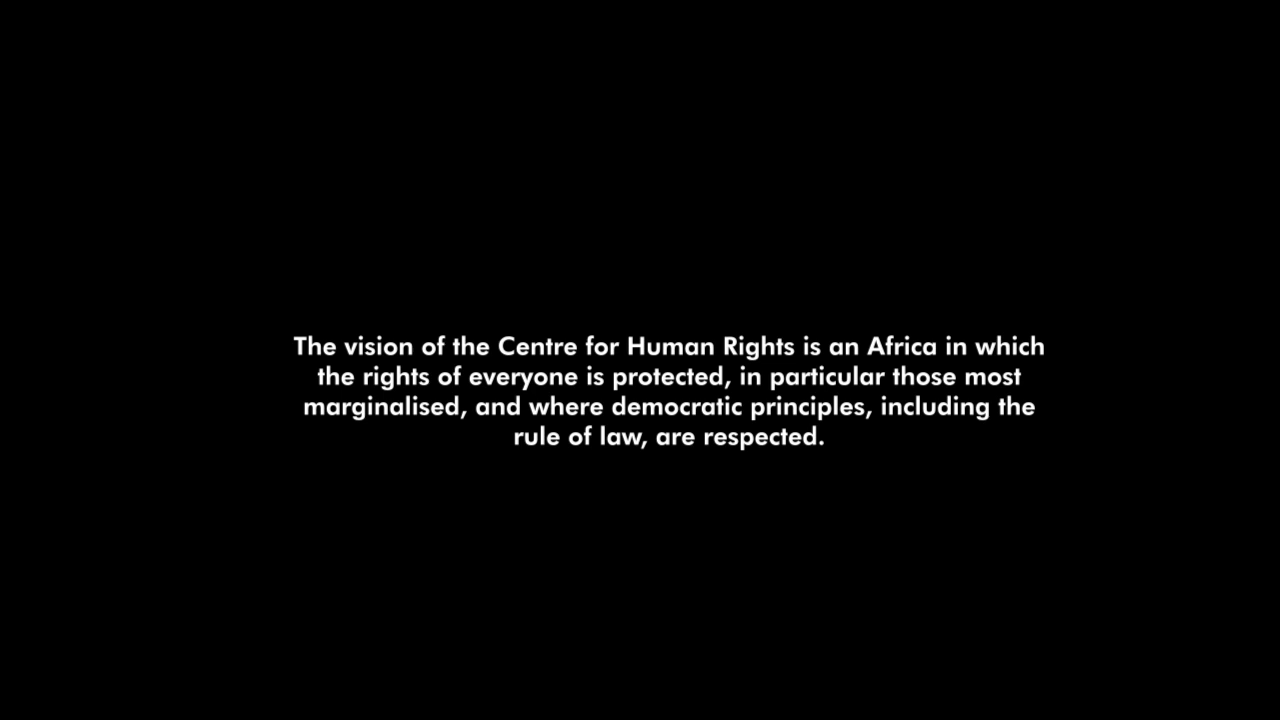 The vision of the Centre for Human Rights is an Africa in which
the rights of everyone is protected, in particular those most
marginalised, and where democratic principles, including the
rule of law, are respected.